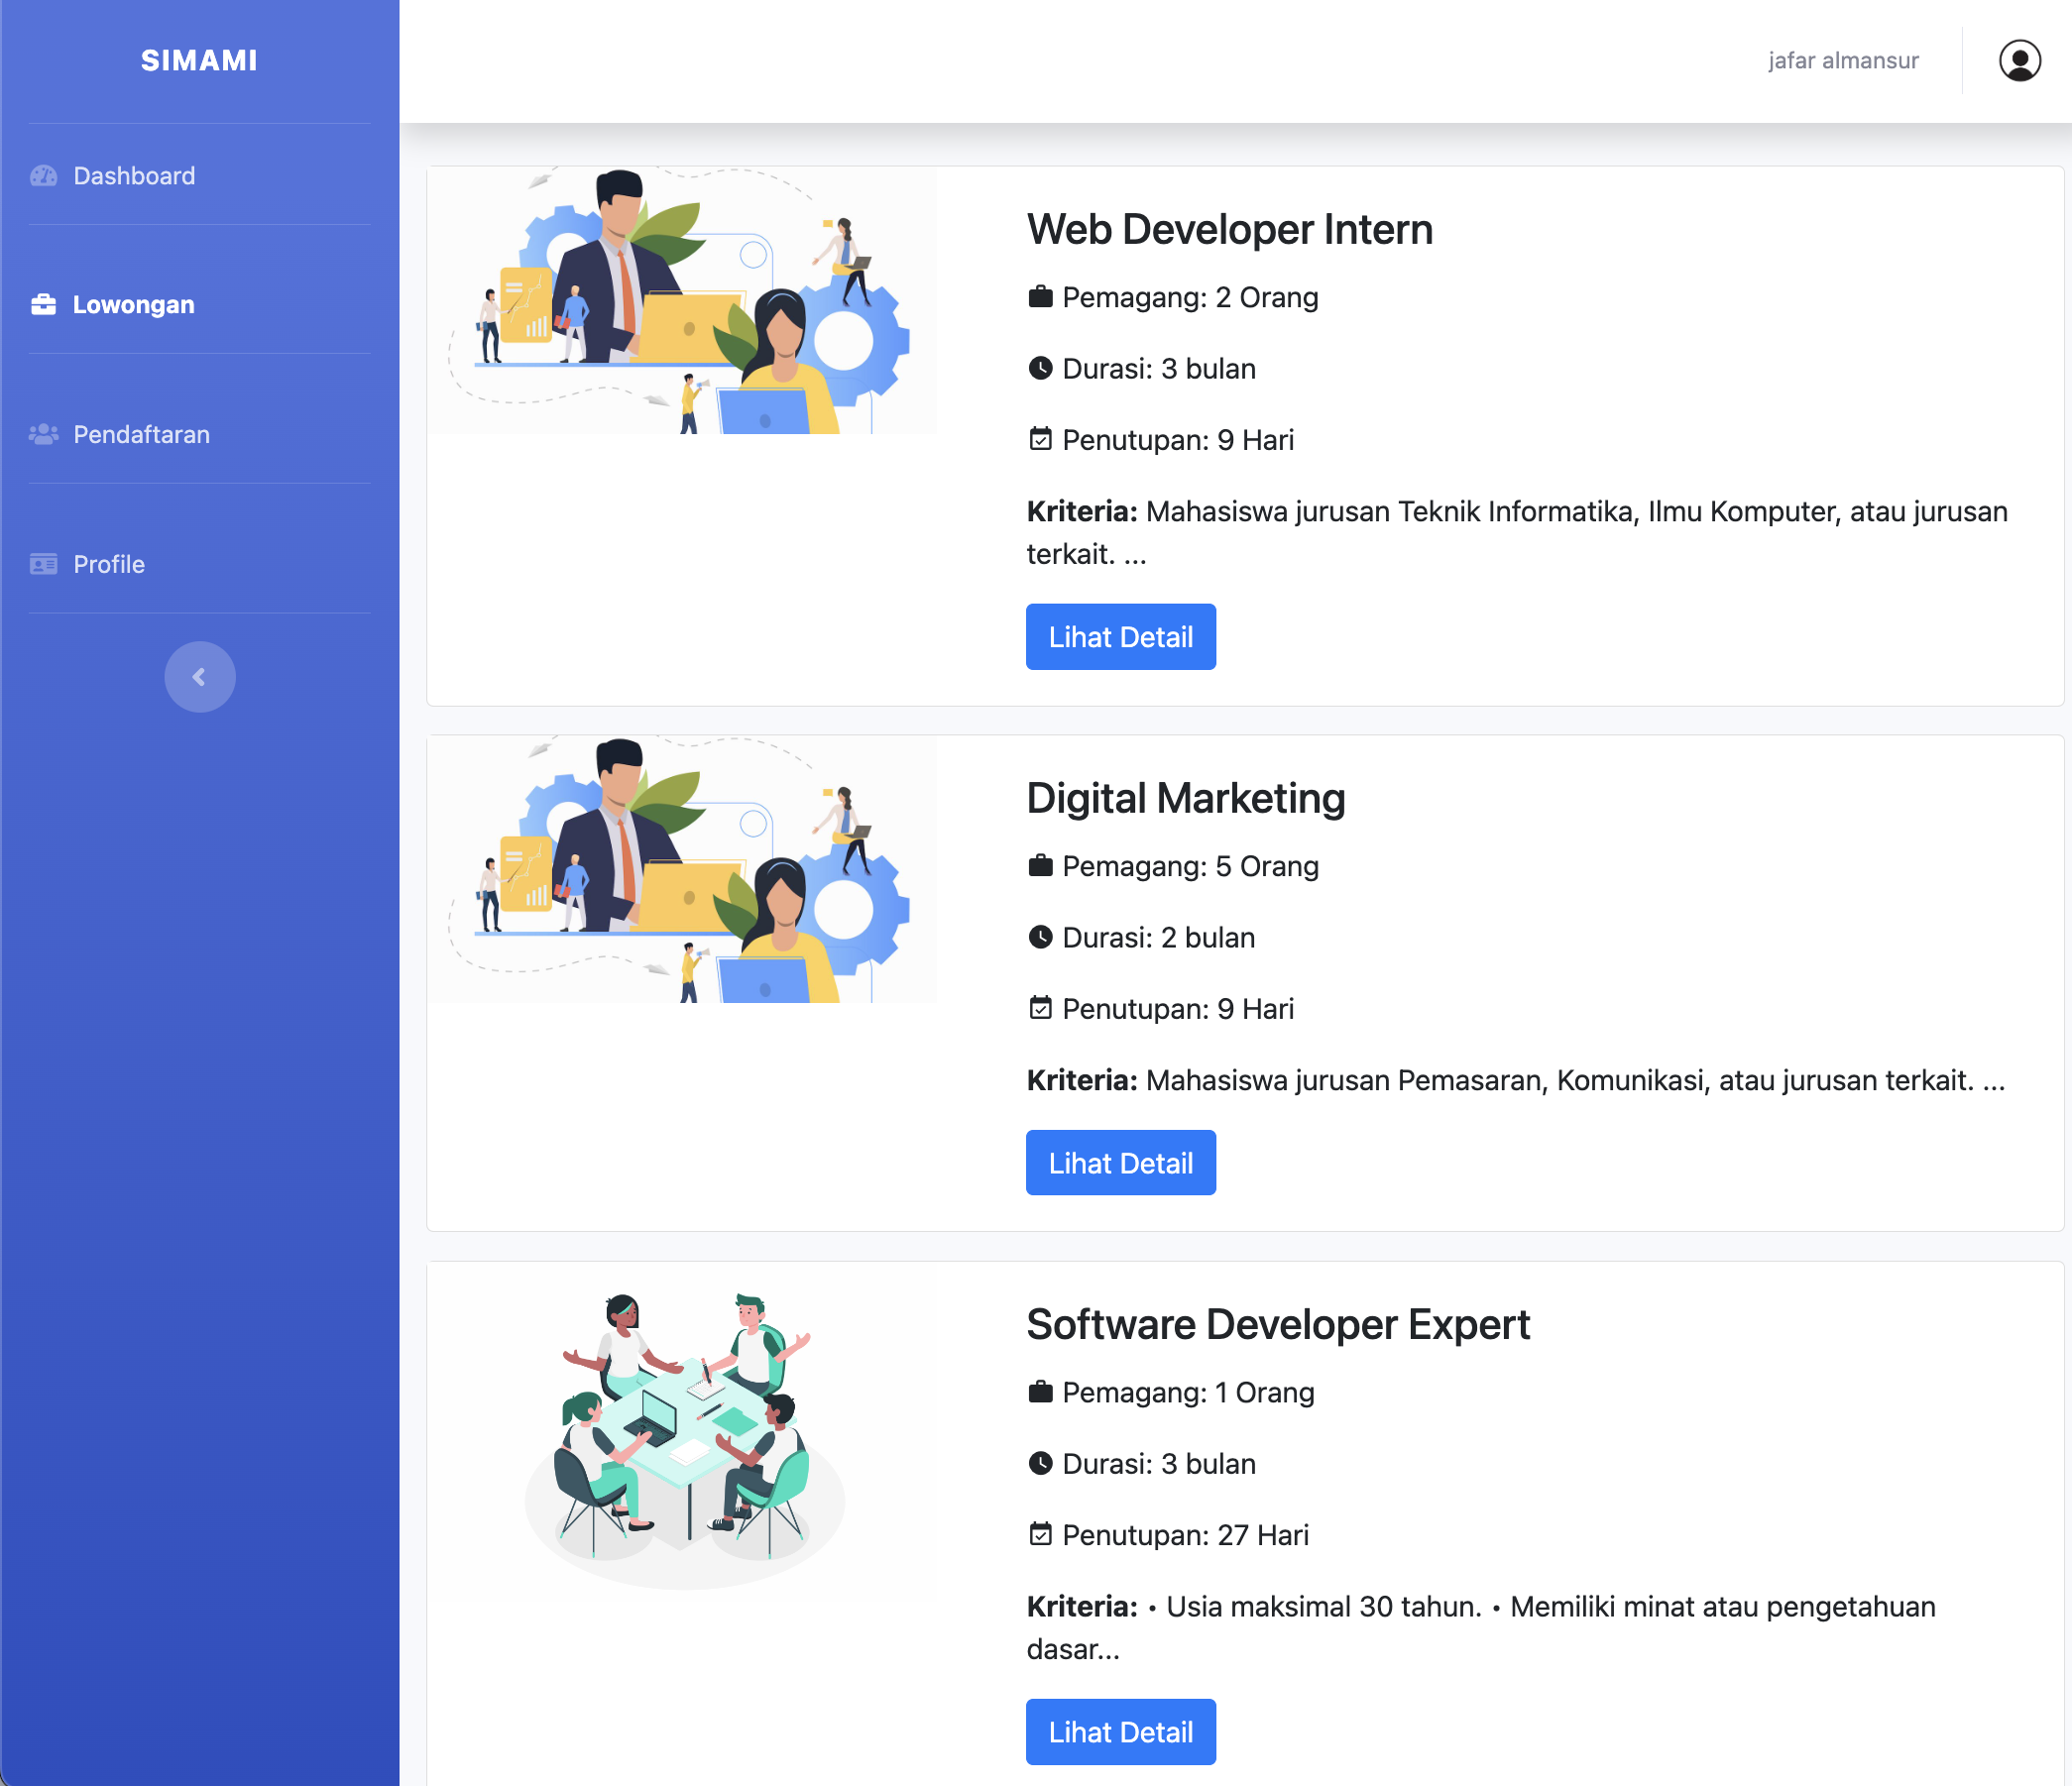 SIMAMI
jafar almansur
Dashboard
Lowongan
Pendaftaran
Profile
Web Developer Intern
Pemagang: 2 Orang
Durasi: 3 bulan
Penutupan: 9 Hari
Kriteria: Mahasiswa jurusan Teknik Informatika, Ilmu Komputer, atau jurusan
terkait. ...
Lihat Detail
Digital Marketing
Pemagang: 5 Orang
Durasi: 2 bulan
Penutupan: 9 Hari
Kriteria: Mahasiswa jurusan Pemasaran, Komunikasi, atau jurusan terkait. ...
Lihat Detail
Software Developer Expert
Pemagang: 1 Orang
Durasi: 3 bulan
Penutupan: 27 Hari
Kriteria: • Usia maksimal 30 tahun. • Memiliki minat atau pengetahuan
dasar...
Lihat Detail